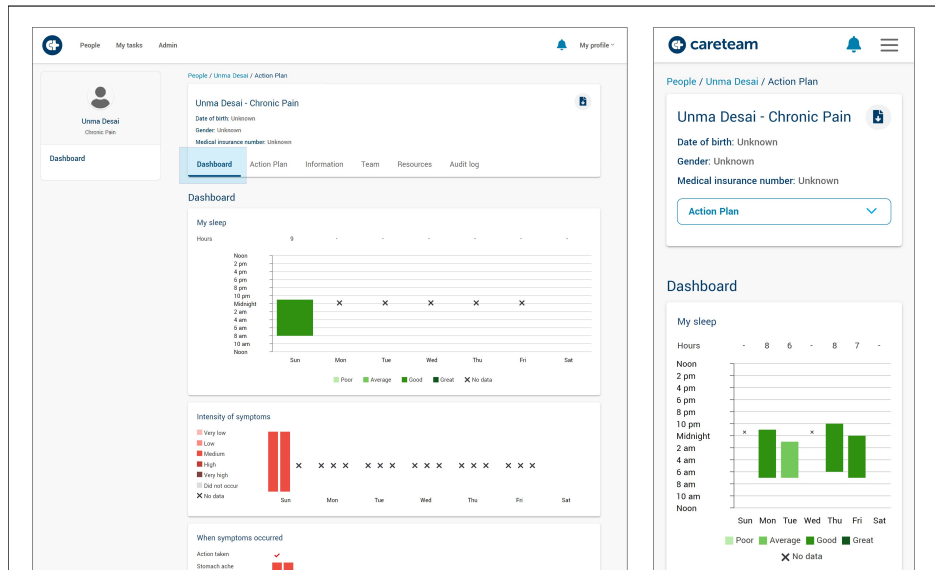 C+
People My tasks Admin
My profile
Unma Desai
Chronic Pain
Dashboard
People / Unma Desai / Action Plan
Unma Desai - Chronic Pain
Date of birth: Unknown
Gender: Unknown
Medical insurance number: Unknown
Dashboard Action Plan Information Team Resources Audit log
Dashboard
My sleep
Hours 9 - - - - - -
Noon
2 pm
4 pm
6 pm
8 pm
10 pm
Midnight
2 am
4 am
6 am
8 am
10 am
Noon
Sun Mon Tue Wed Thu Fri Sat
Poor Average Good Great No data
Intensity of symptoms
Very low
Low
Medium
High
Very high
Did not occur
No data
Sun Mon Tue Wed Thu Fri Sat
When symptoms occurred
Action taken
Stomach ache
C+ careteam
People / Unma Desai / Action Plan
Unma Desai - Chronic Pain
Date of birth: Unknown
Gender: Unknown
Medical insurance number: Unknown
Action Plan
Dashboard
My sleep
Hours - 8 6 - 8 7 -
Noon
2 pm
4 pm
6 pm
8 pm
10 pm
Midnight
2 am
4 am
6 am
8 am
10 am
Noon
Sun Mon Tue Wed Thu Fri Sat
Poor Average Good Great
No data